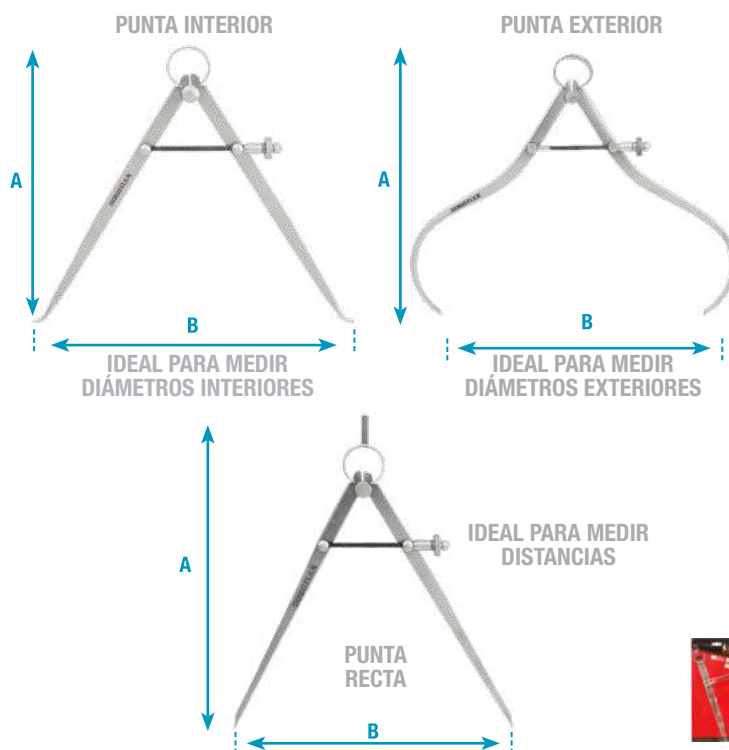 PUNTA INTERIOR
PUNTA EXTERIOR
A
A
B
B
IDEAL PARA MEDIR
DIÁMETROS INTERIORES
IDEAL PARA MEDIR
DIÁMETROS EXTERIORES
A
IDEAL PARA MEDIR
DISTANCIAS
PUNTA
RECTA
B